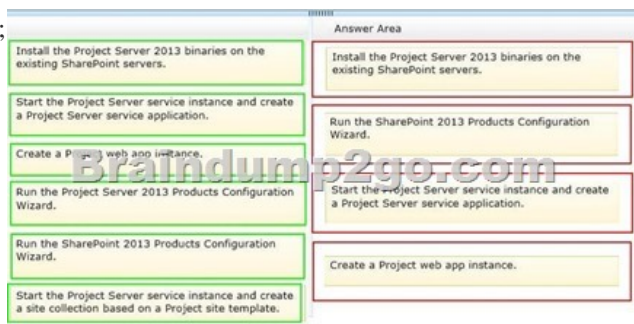 ;
Answer Area
Install the Project Server 2013 binaries on the
existing SharePoint servers.
Start the Project Server service instance and create
a Project Server service application.
Create a Project web app instance.
Run the Project Server 2013 Products Configuration
Wizard.
Run the SharePoint 2013 Products Configuration
Wizard.
Start the Project Server service instance and create
a site collection based on a Project site template.
Install the Project Server 2013 binaries on the
existing SharePoint servers.
Run the SharePoint 2013 Products Configuration
Wizard.
Start the Project Server service instance and create
a Project Server service application.
Create a Project web app instance.
Braindump2go.com